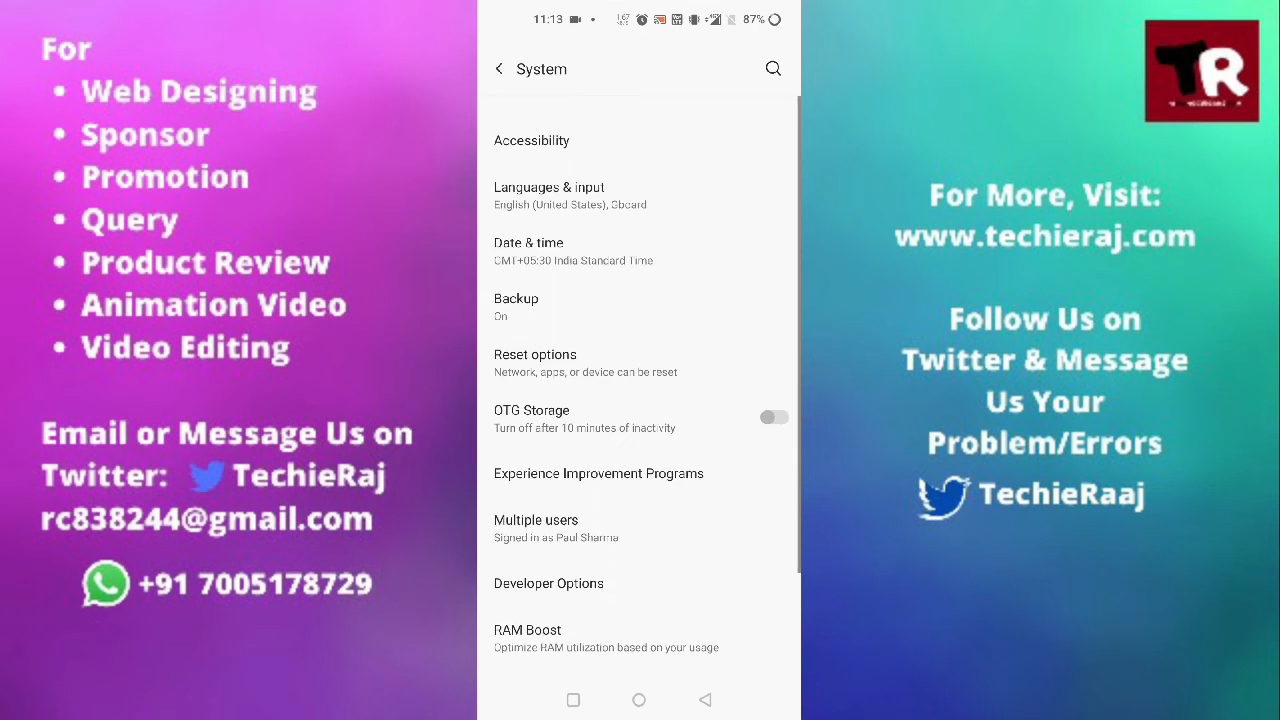 For
• Web Designing
• Sponsor
• Promotion
• Query
• Product Review
• Animation Video
• Video Editing
Email or Message Us on
Twitter: TechieRaj
rc838244@gmail.com
+91 7005178729
11:13
87%
System
Accessibility
Languages & input
English (United States), Gboard
Date & time
GMT+05:30 India Standard Time
Backup
On
Reset options
Network, apps, or device can be reset
OTG Storage
Turn off after 10 minutes of inactivity
Experience Improvement Programs
Multiple users
Signed in as Paul Sharma
Developer Options
RAM Boost
Optimize RAM utilization based on your usage
TR
For More, Visit:
www.techieraj.com
Follow Us on
Twitter & Message
Us Your
Problem/Errors
TechieRaaj